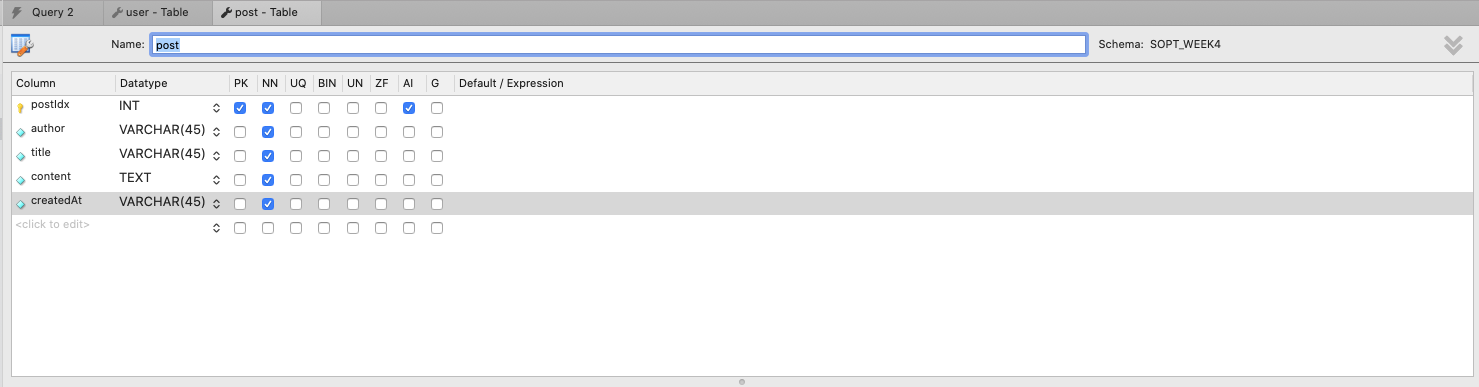 Query 2 user - Table post - Table
Name: post Schema: SOPT_WEEK4
Column Datatype PK NN UQ BIN UN ZF AI G Default / Expression
postIdx INT
author VARCHAR(45)
title VARCHAR(45)
content TEXT
createdAt VARCHAR(45)
<click to edit>